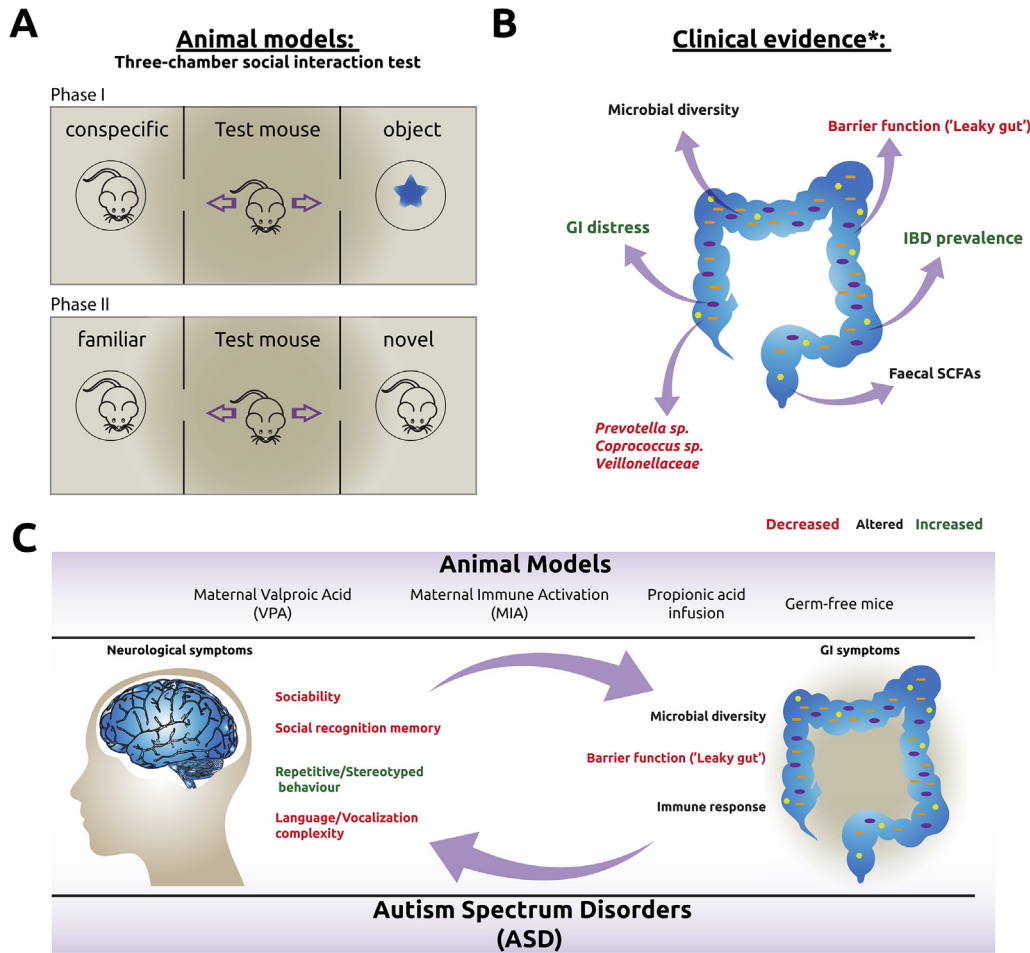 A
Animal models:
Three-chamber social interaction test
Phase I
conspecific
Test mouse
object
Phase II
familiar
Test mouse
novel
B
Clinical evidence*:
Microbial diversity
Barrier function ('Leaky gut')
GI distress
IBD prevalence
Faecal SCFAs
Prevotella sp.
Coprococcus sp.
Veillonellaceae
Decreased Altered Increased
C
Animal Models
Maternal Valproic Acid
(VPA)
Maternal Immune Activation
(MIA)
Propionic acid
infusion
Germ-free mice
Neurological symptoms
Sociability
Social recognition memory
Repetitive/Stereotyped
behaviour
Language/Vocalization
complexity
GI symptoms
Microbial diversity
Barrier function ('Leaky gut')
Immune response
Autism Spectrum Disorders
(ASD)